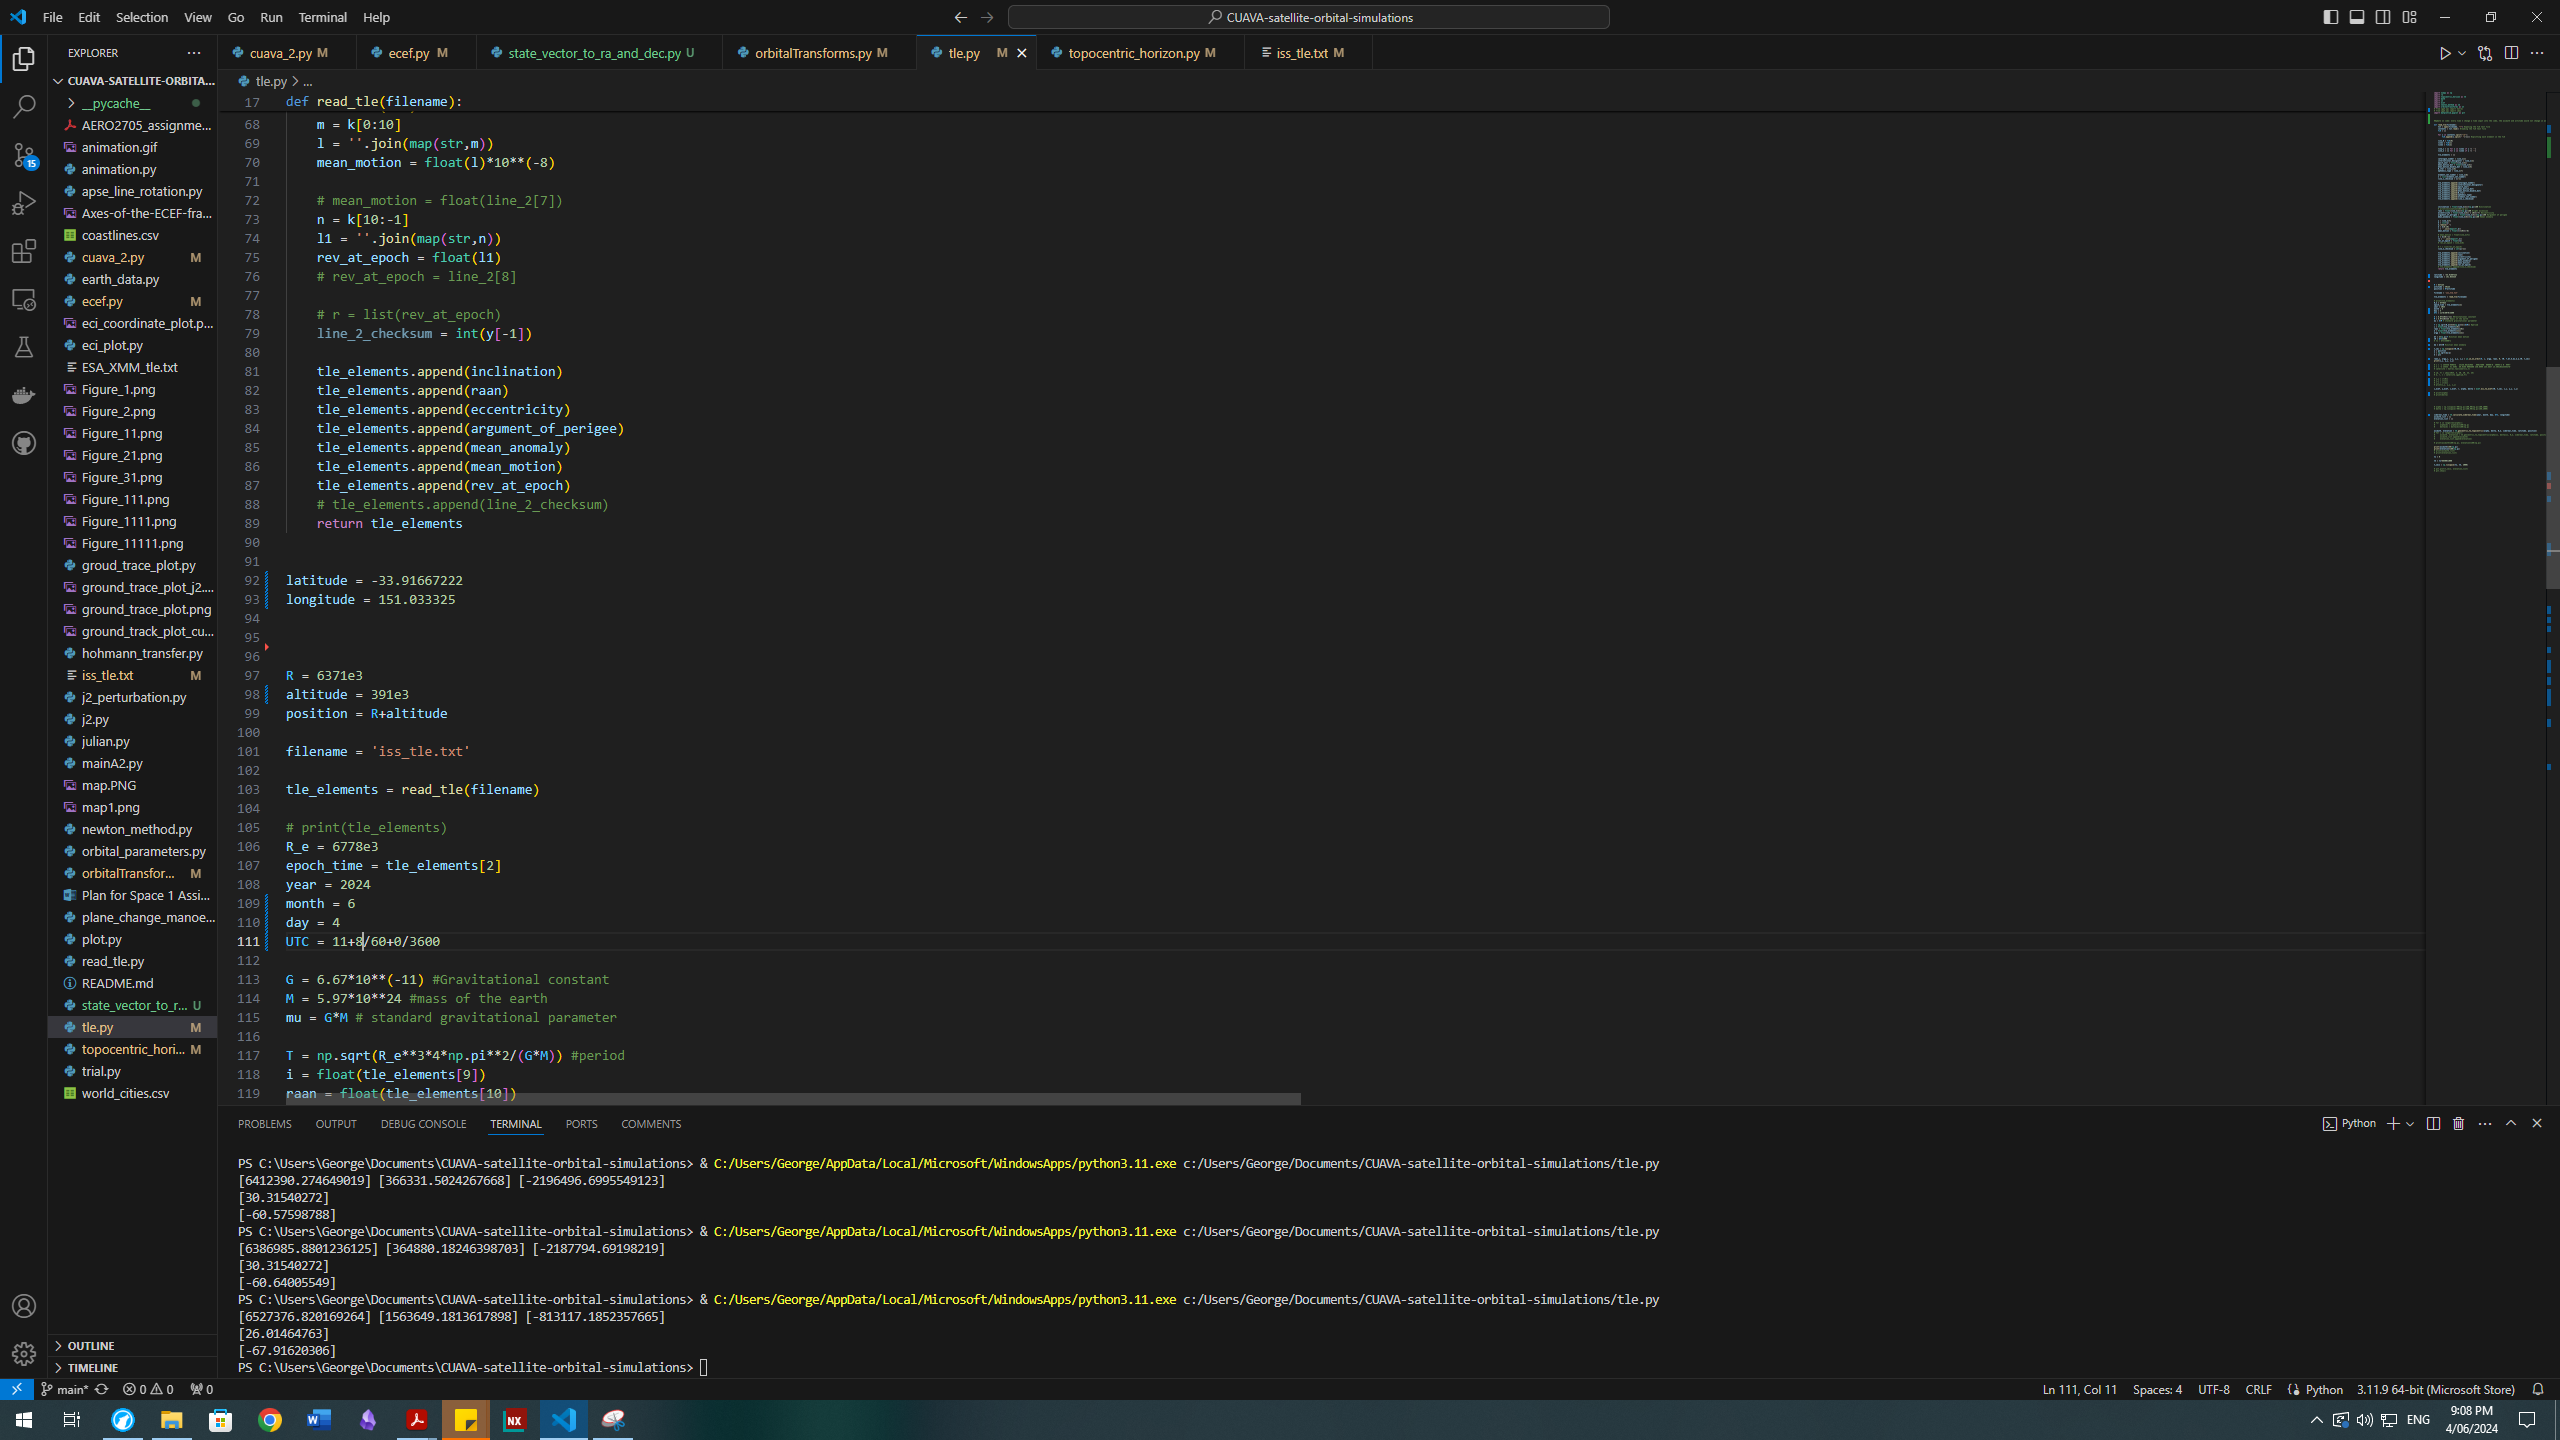 File Edit Selection View Go Run Terminal Help
CUAVA-satellite-orbital-simulations
EXPLORER
CUAVA-SATELLITE-ORBITA...
__pycache__
AERO2705_assignme...
animation.gif
animation.py
apse_line_rotation.py
Axes-of-the-ECEF-fra...
coastlines.csv
cuava_2.py M
earth_data.py
ecef.py M
eci_coordinate_plot.p...
eci_plot.py
ESA_XMM_tle.txt
Figure_1.png
Figure_2.png
Figure_11.png
Figure_21.png
Figure_31.png
Figure_111.png
Figure_1111.png
Figure_11111.png
groud_trace_plot.py
ground_trace_plot_j2....
ground_trace_plot.png
ground_track_plot_cu...
hohmann_transfer.py
iss_tle.txt M
j2_perturbation.py
j2.py
julian.py
mainA2.py
map.PNG
map1.png
newton_method.py
orbital_parameters.py
orbitalTransfor... M
Plan for Space 1 Assi...
plane_change_manoe...
plot.py
read_tle.py
README.md
state_vector_to_r... U
tle.py M
topocentric_hori... M
trial.py
world_cities.csv
OUTLINE
TIMELINE
15
cuava_2.py M ecef.py M state_vector_to_ra_and_dec.py U orbitalTransforms.py M tle.py M topocentric_horizon.py M iss_tle.txt M
tle.py > ...
17 def read_tle(filename):
68 m = k[0:10]
69 l = ''.join(map(str,m))
70 mean_motion = float(l)*10**(-8)
71
72 # mean_motion = float(line_2[7])
73 n = k[10:-1]
74 l1 = ''.join(map(str,n))
75 rev_at_epoch = float(l1)
76 # rev_at_epoch = line_2[8]
77
78 # r = list(rev_at_epoch)
79 line_2_checksum = int(y[-1])
80
81 tle_elements.append(inclination)
82 tle_elements.append(raan)
83 tle_elements.append(eccentricity)
84 tle_elements.append(argument_of_perigee)
85 tle_elements.append(mean_anomaly)
86 tle_elements.append(mean_motion)
87 tle_elements.append(rev_at_epoch)
88 # tle_elements.append(line_2_checksum)
89 return tle_elements
90
91
92 latitude = -33.91667222
93 longitude = 151.033325
94
95
96
97 R = 6371e3
98 altitude = 391e3
99 position = R+altitude
100
101 filename = 'iss_tle.txt'
102
103 tle_elements = read_tle(filename)
104
105 # print(tle_elements)
106 R_e = 6778e3
107 epoch_time = tle_elements[2]
108 year = 2024
109 month = 6
110 day = 4
111 UTC = 11+8/60+0/3600
112
113 G = 6.67*10**(-11) #Gravitational constant
114 M = 5.97*10**24 #mass of the earth
115 mu = G*M # standard gravitational parameter
116
117 T = np.sqrt(R_e**3*4*np.pi**2/(G*M)) #period
118 i = float(tle_elements[9])
119 raan = float(tle_elements[10])
PROBLEMS OUTPUT DEBUG CONSOLE TERMINAL PORTS COMMENTS
Python
PS C:\Users\George\Documents\CUAVA-satellite-orbital-simulations> & C:/Users/George/AppData/Local/Microsoft/WindowsApps/python3.11.exe c:/Users/George/Documents/CUAVA-satellite-orbital-simulations/tle.py
[6412390.274649019] [366331.5024267668] [-2196496.6995549123]
[30.31540272]
[-60.57598788]
PS C:\Users\George\Documents\CUAVA-satellite-orbital-simulations> & C:/Users/George/AppData/Local/Microsoft/WindowsApps/python3.11.exe c:/Users/George/Documents/CUAVA-satellite-orbital-simulations/tle.py
[6386985.8801236125] [364880.18246398703] [-2187794.69198219]
[30.31540272]
[-60.64005549]
PS C:\Users\George\Documents\CUAVA-satellite-orbital-simulations> & C:/Users/George/AppData/Local/Microsoft/WindowsApps/python3.11.exe c:/Users/George/Documents/CUAVA-satellite-orbital-simulations/tle.py
[6527376.820169264] [1563649.1813617898] [-813117.1852357665]
[26.01464763]
[-67.91620306]
PS C:\Users\George\Documents\CUAVA-satellite-orbital-simulations>
main* 0 0 0
Ln 111, Col 11 Spaces: 4 UTF-8 CRLF Python 3.11.9 64-bit (Microsoft Store)
NX
ENG
9:08 PM
4/06/2024